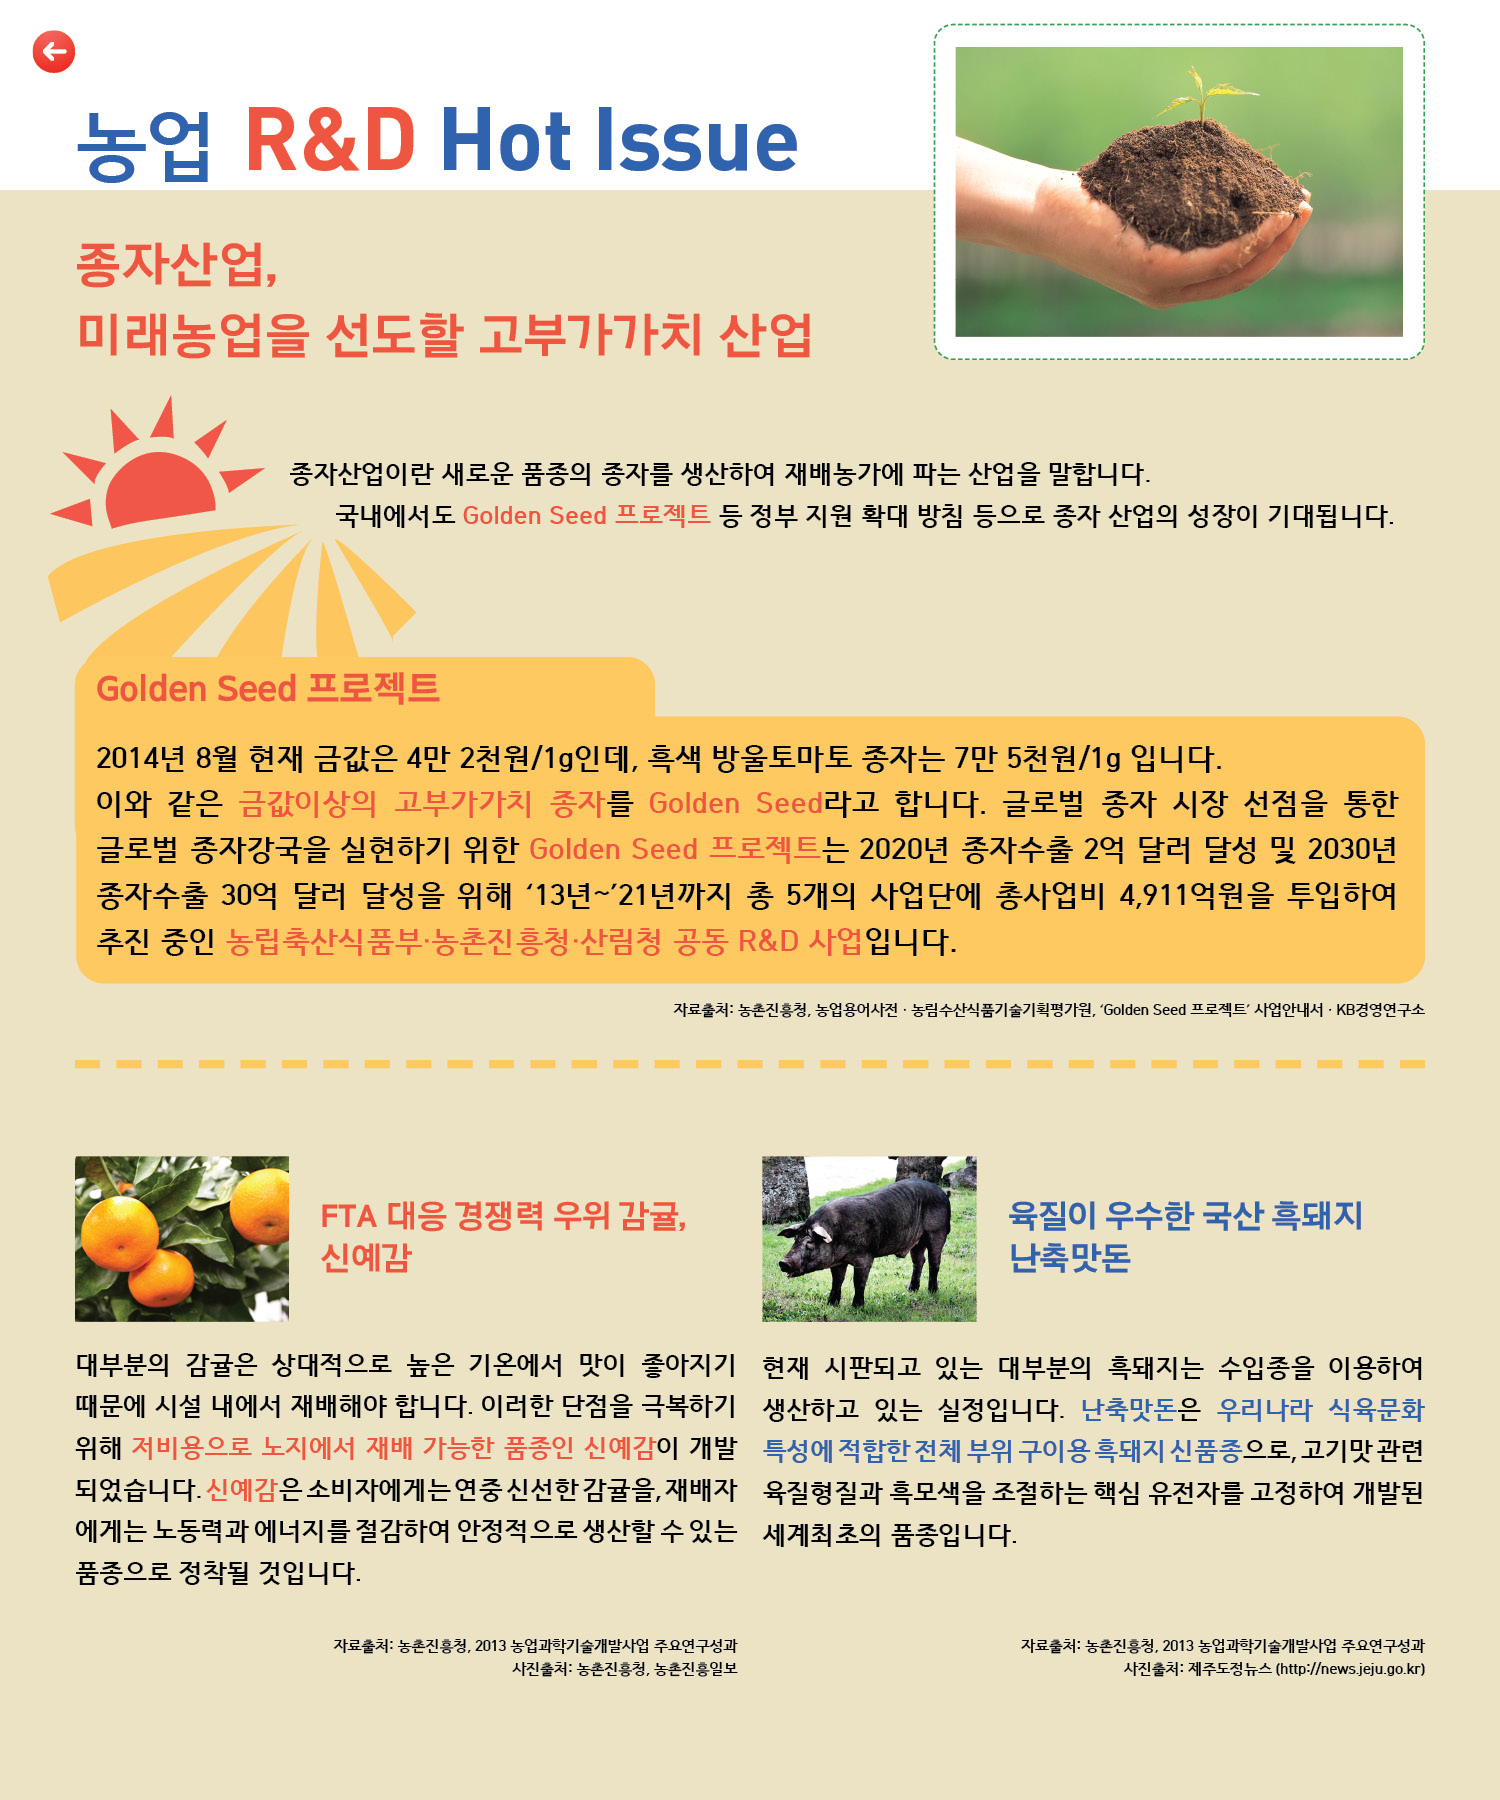 농업 R&D Hot Issue
종자산업,
미래농업을 선도할 고부가가치 산업
종자산업이란 새로운 품종의 종자를 생산하여 재배농가에 파는 산업을 말합니다.
국내에서도 Golden Seed 프로젝트 등 정부 지원 확대 방침 등으로 종자 산업의 성장이 기대됩니다.
Golden Seed 프로젝트
2014년 8월 현재 금값은 4만 2천원/1g인데, 흑색 방울토마토 종자는 7만 5천원/1g 입니다.
이와 같은 금값이상의 고부가가치 종자를 Golden Seed라고 합니다. 글로벌 종자 시장 선점을 통한
글로벌 종자강국을 실현하기 위한 Golden Seed 프로젝트는 2020년 종자수출 2억 달러 달성 및 2030년
종자수출 30억 달러 달성을 위해 ‘13년~’21년까지 총 5개의 사업단에 총사업비 4,911억원을 투입하여
추진 중인 농립축산식품부·농촌진흥청·산림청 공동 R&D 사업입니다.
자료출처: 농촌진흥청, 농업용어사전 · 농림수산식품기술기획평가원, ‘Golden Seed 프로젝트’ 사업안내서 · KB경영연구소
FTA 대응 경쟁력 우위 감귤,
신예감
대부분의 감귤은 상대적으로 높은 기온에서 맛이 좋아지기
때문에 시설 내에서 재배해야 합니다. 이러한 단점을 극복하기
위해 저비용으로 노지에서 재배 가능한 품종인 신예감이 개발
되었습니다. 신예감은 소비자에게는 연중 신선한 감귤을, 재배자
에게는 노동력과 에너지를 절감하여 안정적으로 생산할 수 있는
품종으로 정착될 것입니다.
자료출처: 농촌진흥청, 2013 농업과학기술개발사업 주요연구성과
사진출처: 농촌진흥청, 농촌진흥일보
육질이 우수한 국산 흑돼지
난축맛돈
현재 시판되고 있는 대부분의 흑돼지는 수입종을 이용하여
생산하고 있는 실정입니다. 난축맛돈은 우리나라 식육문화
특성에 적합한 전체 부위 구이용 흑돼지 신품종으로, 고기맛 관련
육질형질과 흑모색을 조절하는 핵심 유전자를 고정하여 개발된
세계최초의 품종입니다.
자료출처: 농촌진흥청, 2013 농업과학기술개발사업 주요연구성과
사진출처: 제주도정뉴스 (http://news.jeju.go.kr)